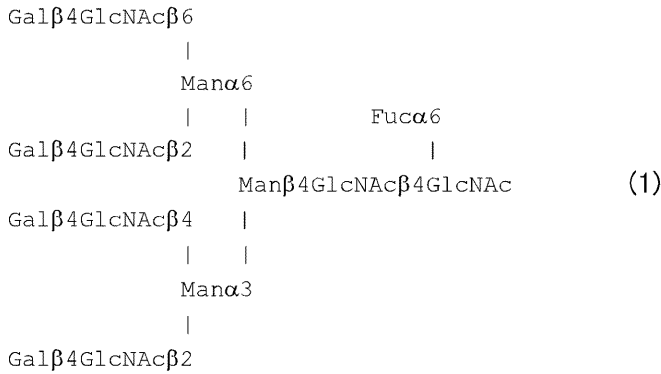 Galβ4GlcNAcβ6
|
Manα6
| | Fucα6
Galβ4GlcNAcβ2 | |
Manβ4GlcNAcβ4GlcNAc (1)
Galβ4GlcNAcβ4 |
| |
Manα3
|
Galβ4GlcNAcβ2